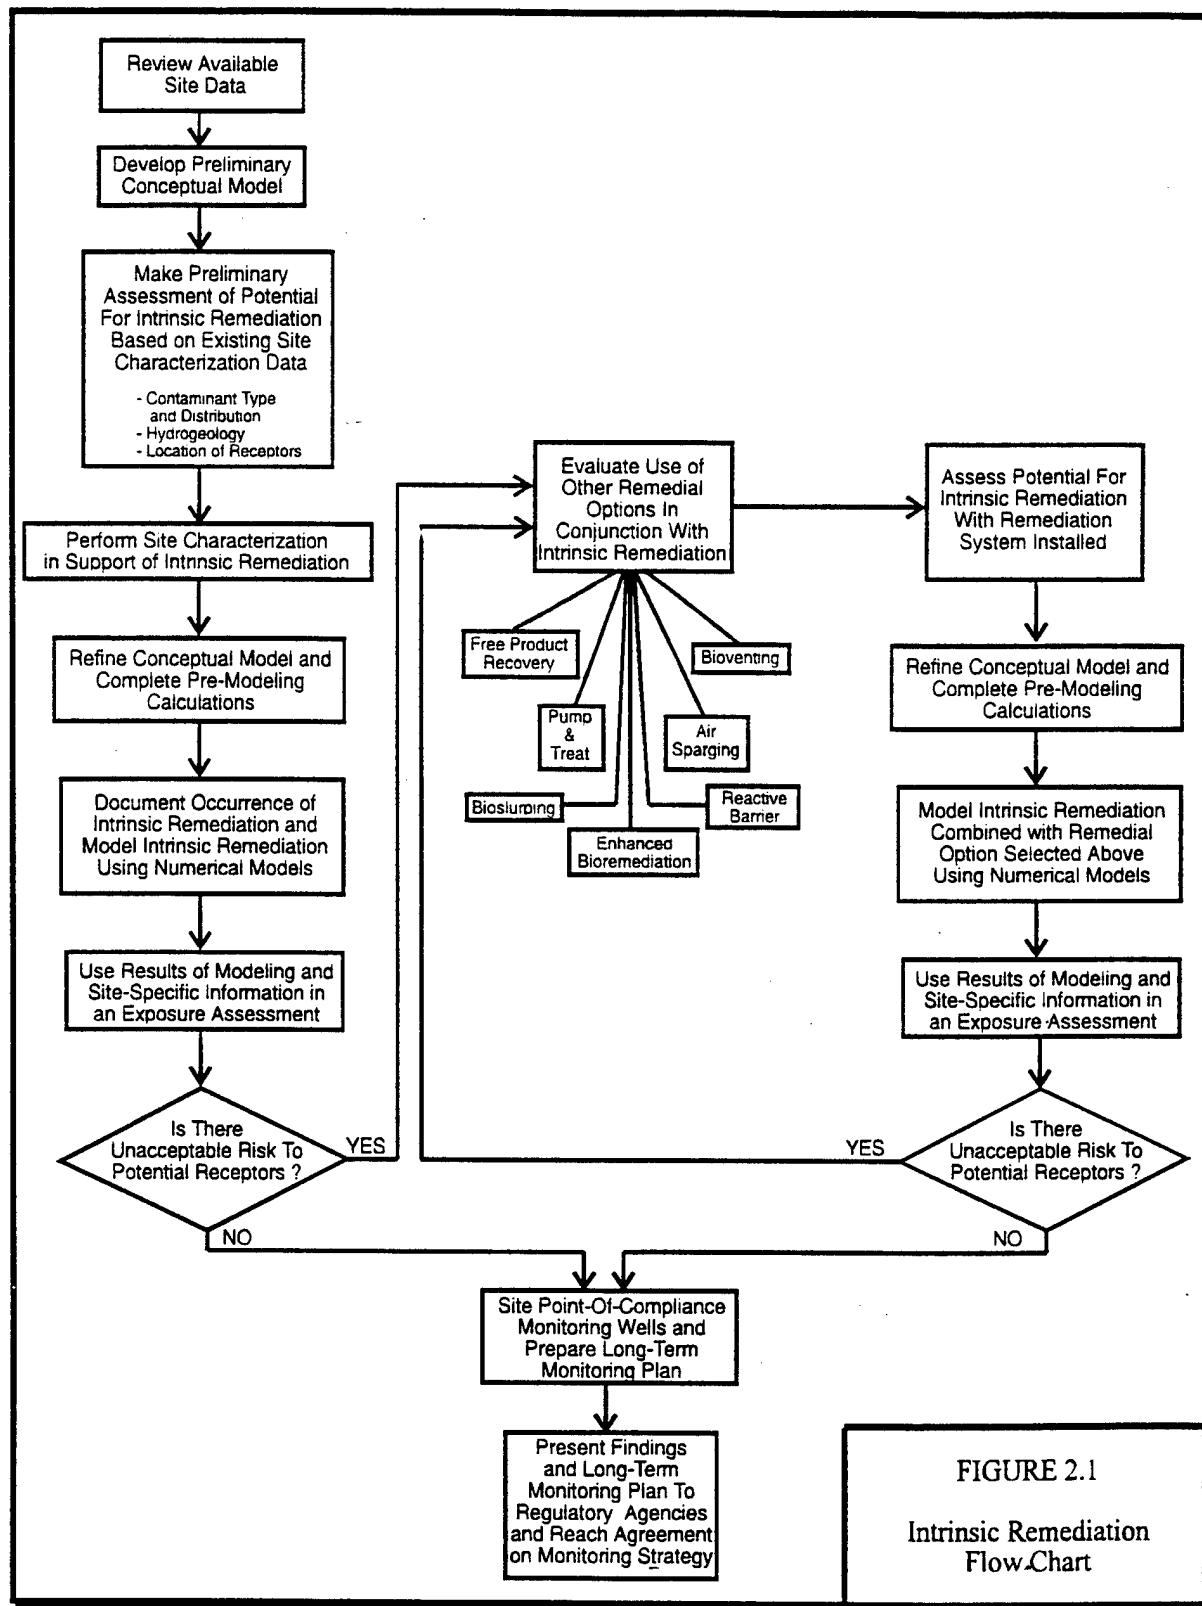 Review Available
Site Data
Develop Preliminary
Conceptual Model
Make Preliminary
Assessment of Potential
For Intrinsic Remediation
Based on Existing Site
Characterization Data
- Contaminant Type
and Distribution
- Hydrogeology
- Location of Receptors
Perform Site Characterization
in Support of Intrinsic Remediation
Refine Conceptual Model and
Complete Pre-Modeling
Calculations
Document Occurrence of
Intrinsic Remediation and
Model Intrinsic Remediation
Using Numerical Models
Use Results of Modeling and
Site-Specific Information in
an Exposure Assessment
Is There
Unacceptable Risk To
Potential Receptors ?
YES
NO
Evaluate Use of
Other Remedial
Options In
Conjunction With
Intrinsic Remediation
Free Product
Recovery
Bioventing
Pump
&
Treat
Air
Sparging
Bioslurping
Reactive
Barrier
Enhanced
Bioremediation
Assess Potential For
Intrinsic Remediation
With Remediation
System Installed
Refine Conceptual Model and
Complete Pre-Modeling
Calculations
Model Intrinsic Remediation
Combined with Remedial
Option Selected Above
Using Numerical Models
Use Results of Modeling and
Site-Specific Information in
an Exposure Assessment
Is There
Unacceptable Risk To
Potential Receptors ?
YES
NO
Site Point-Of-Compliance
Monitoring Wells and
Prepare Long-Term
Monitoring Plan
Present Findings
and Long-Term
Monitoring Plan To
Regulatory Agencies
and Reach Agreement
on Monitoring Strategy
FIGURE 2.1
Intrinsic Remediation
Flow Chart